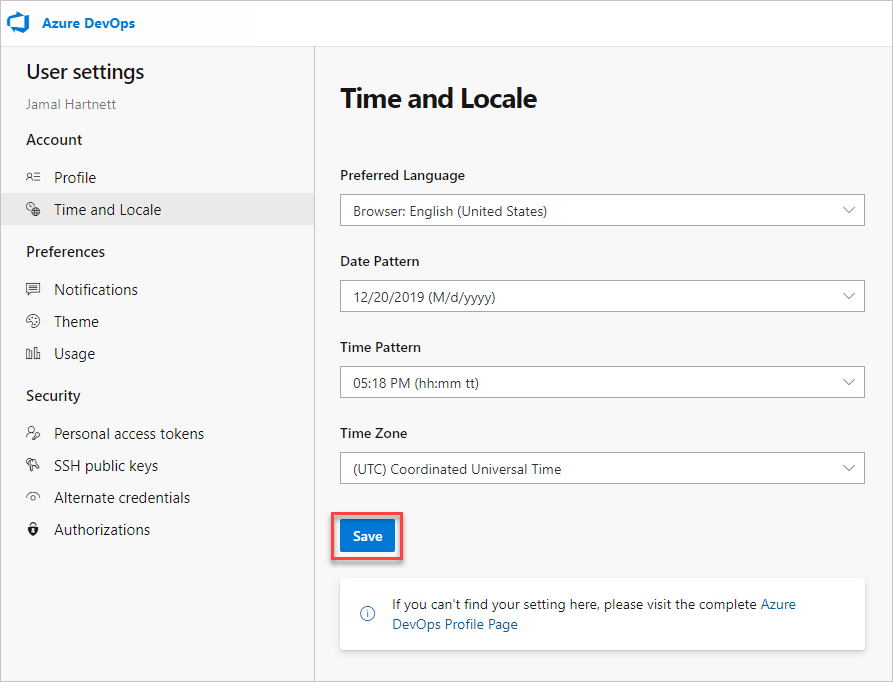 Azure DevOps
User settings
Jamal Hartnett
Account
Profile
Time and Locale
Preferences
Notifications
Theme
Usage
Security
Personal access tokens
SSH public keys
Alternate credentials
Authorizations
Time and Locale
Preferred Language
Browser: English (United States)
Date Pattern
12/20/2019 (M/d/yyyy)
Time Pattern
05:18 PM (hh:mm tt)
Time Zone
(UTC) Coordinated Universal Time
Save
If you can't find your setting here, please visit the complete Azure
DevOps Profile Page